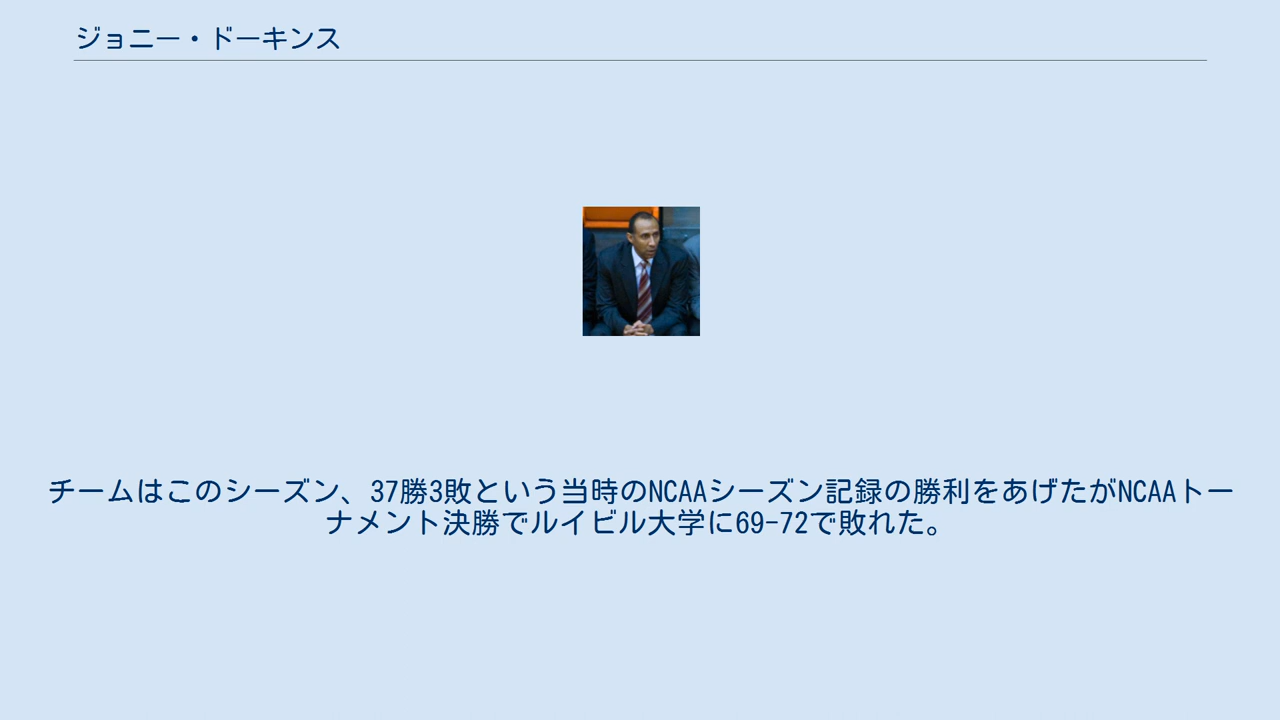 ジョニー・ドーキンス
チームはこのシーズン、37勝3敗という当時のNCAAシーズン記録の勝利をあげたがNCAAトー
ナメント決勝でルイビル大学に69-72で敗れた。